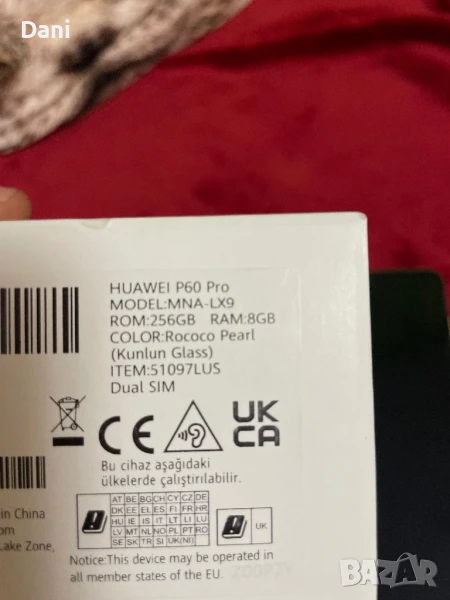 Dani
HUAWEI P60 Pro
MODEL:MNA-LX9
ROM:256GB RAM:8GB
COLOR:Rococo Pearl
(Kunlun Glass)
ITEM:51097LUS
Dual SIM
CE
UK
CA
Bu cihaz aşağıdaki
ülkelerde çalıştırılabilir.
in China
om
Lake Zone,
AT BE BG CH CY CZ DE
DK EE EL ES FI FR HR
HU IE IS IT LT LI LU
LV MT NL NO PL PT RO
SE SK TR SI UK(NI)
UK
Notice:This device may be operated in
all member states of the EU.
BAZAR